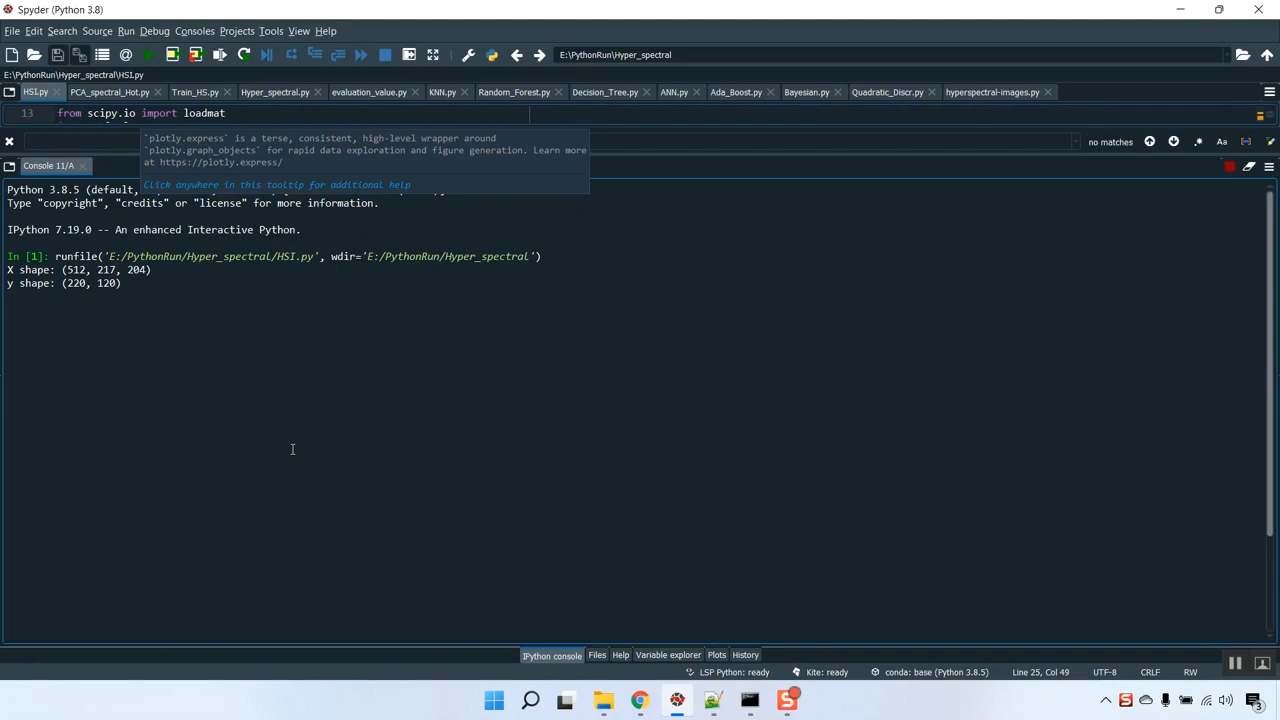 Spyder (Python 3.8)
File Edit Search Source Run Debug Consoles Projects Tools View Help
E:\PythonRun\Hyper_spectral
E:\PythonRun\Hyper_spectral\HSI.py
HSI.py PCA_spectral_Hot.py Train_HS.py Hyper_spectral.py evaluation_value.py KNN.py Random_Forest.py Decision_Tree.py ANN.py Ada_Boost.py Bayesian.py Quadratic_Discr.py hyperspectral-images.py
13 from scipy.io import loadmat
`plotly.express` is a terse, consistent, high-level wrapper around
`plotly.graph_objects` for rapid data exploration and figure generation. Learn more
at https://plotly.express/
Click anywhere in this tooltip for additional help
no matches .* Aa
Console 11/A
Python 3.8.5 (default,
Type "copyright", "credits" or "license" for more information.
IPython 7.19.0 -- An enhanced Interactive Python.
In [1]: runfile('E:/PythonRun/Hyper_spectral/HSI.py', wdir='E:/PythonRun/Hyper_spectral')
X shape: (512, 217, 204)
y shape: (220, 120)
IPython console Files Help Variable explorer Plots History
LSP Python: ready Kite: ready conda: base (Python 3.8.5) Line 25, Col 49 UTF-8 CRLF RW
3